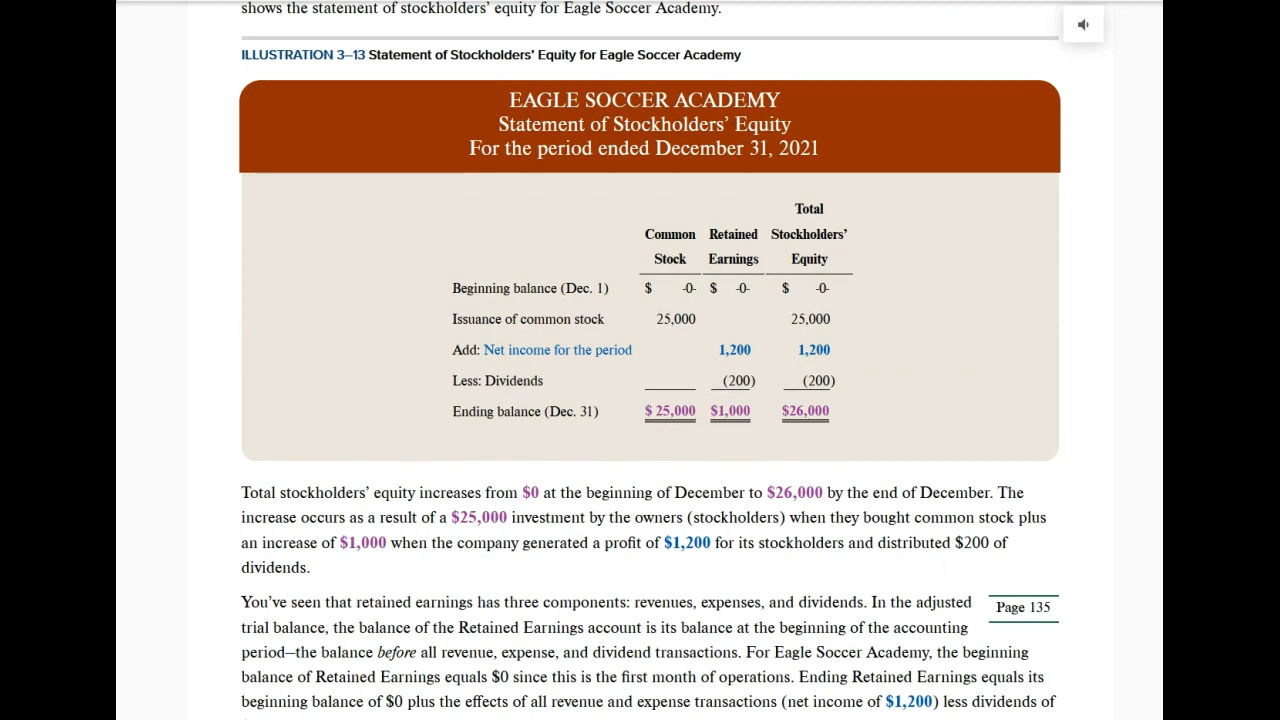 shows the statement of stockholders’ equity for Eagle Soccer Academy.
ILLUSTRATION 3–13 Statement of Stockholders’ Equity for Eagle Soccer Academy
EAGLE SOCCER ACADEMY
Statement of Stockholders’ Equity
For the period ended December 31, 2021
Total
Common Retained Stockholders’
Stock Earnings Equity
Beginning balance (Dec. 1) $ -0- $ -0- $ -0-
Issuance of common stock 25,000 25,000
Add: Net income for the period 1,200 1,200
Less: Dividends (200) (200)
Ending balance (Dec. 31) $ 25,000 $1,000 $26,000
Total stockholders’ equity increases from $0 at the beginning of December to $26,000 by the end of December. The
increase occurs as a result of a $25,000 investment by the owners (stockholders) when they bought common stock plus
an increase of $1,000 when the company generated a profit of $1,200 for its stockholders and distributed $200 of
dividends.
You’ve seen that retained earnings has three components: revenues, expenses, and dividends. In the adjusted
Page 135
trial balance, the balance of the Retained Earnings account is its balance at the beginning of the accounting
period—the balance before all revenue, expense, and dividend transactions. For Eagle Soccer Academy, the beginning
balance of Retained Earnings equals $0 since this is the first month of operations. Ending Retained Earnings equals its
beginning balance of $0 plus the effects of all revenue and expense transactions (net income of $1,200) less dividends of